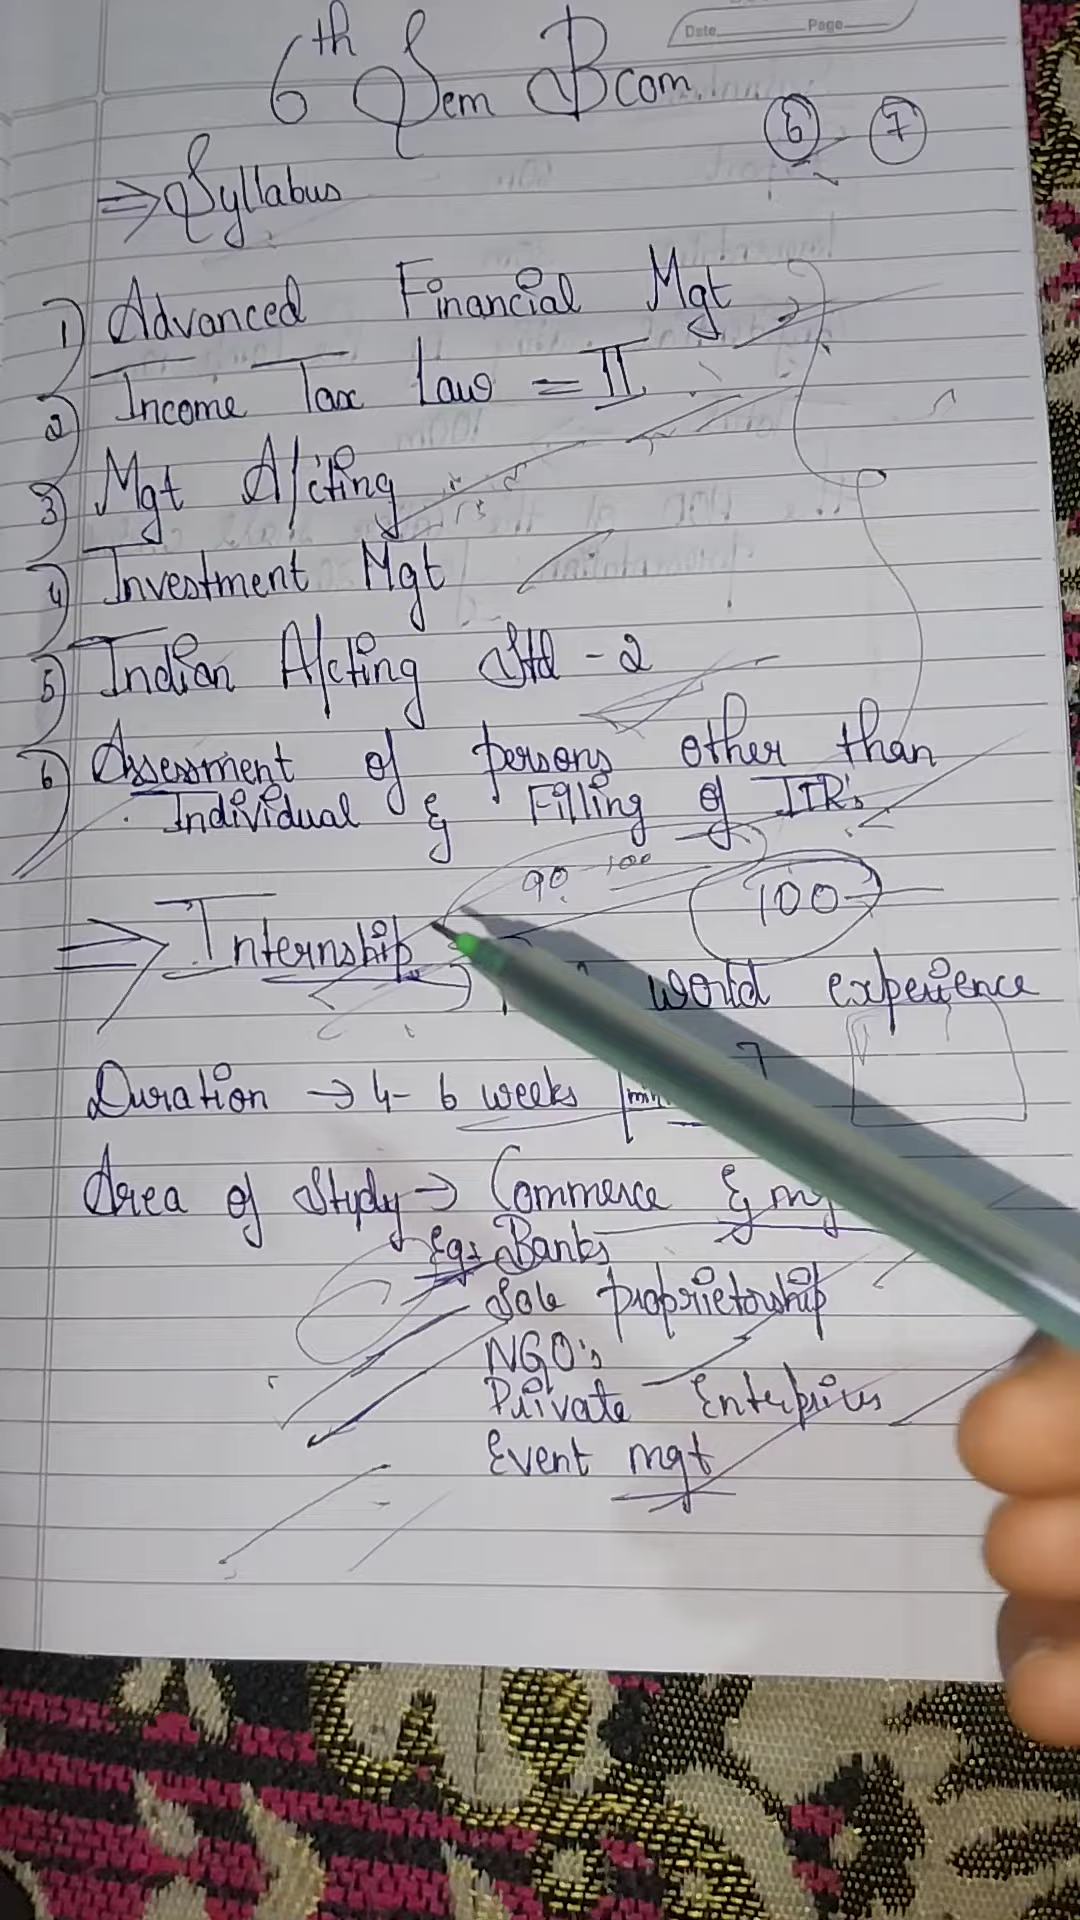 Date Page
6th Sem Bcom
6 7
⇒ Syllabus
1) Advanced Financial Mgt
2) Income Tax Law = II
3) Mgt A/cting
4) Investment Mgt
5) Indian A/cting Std - 2
6) Assessment of persons other than
Individual & Filling of ITR's
90 100
100
⇒ Internship world experience
Duration → 4-6 weeks
Area of Study → Commerce &
Eg: Banks
Sole proprietorship
NGO's
Private Enterprises
Event mgt